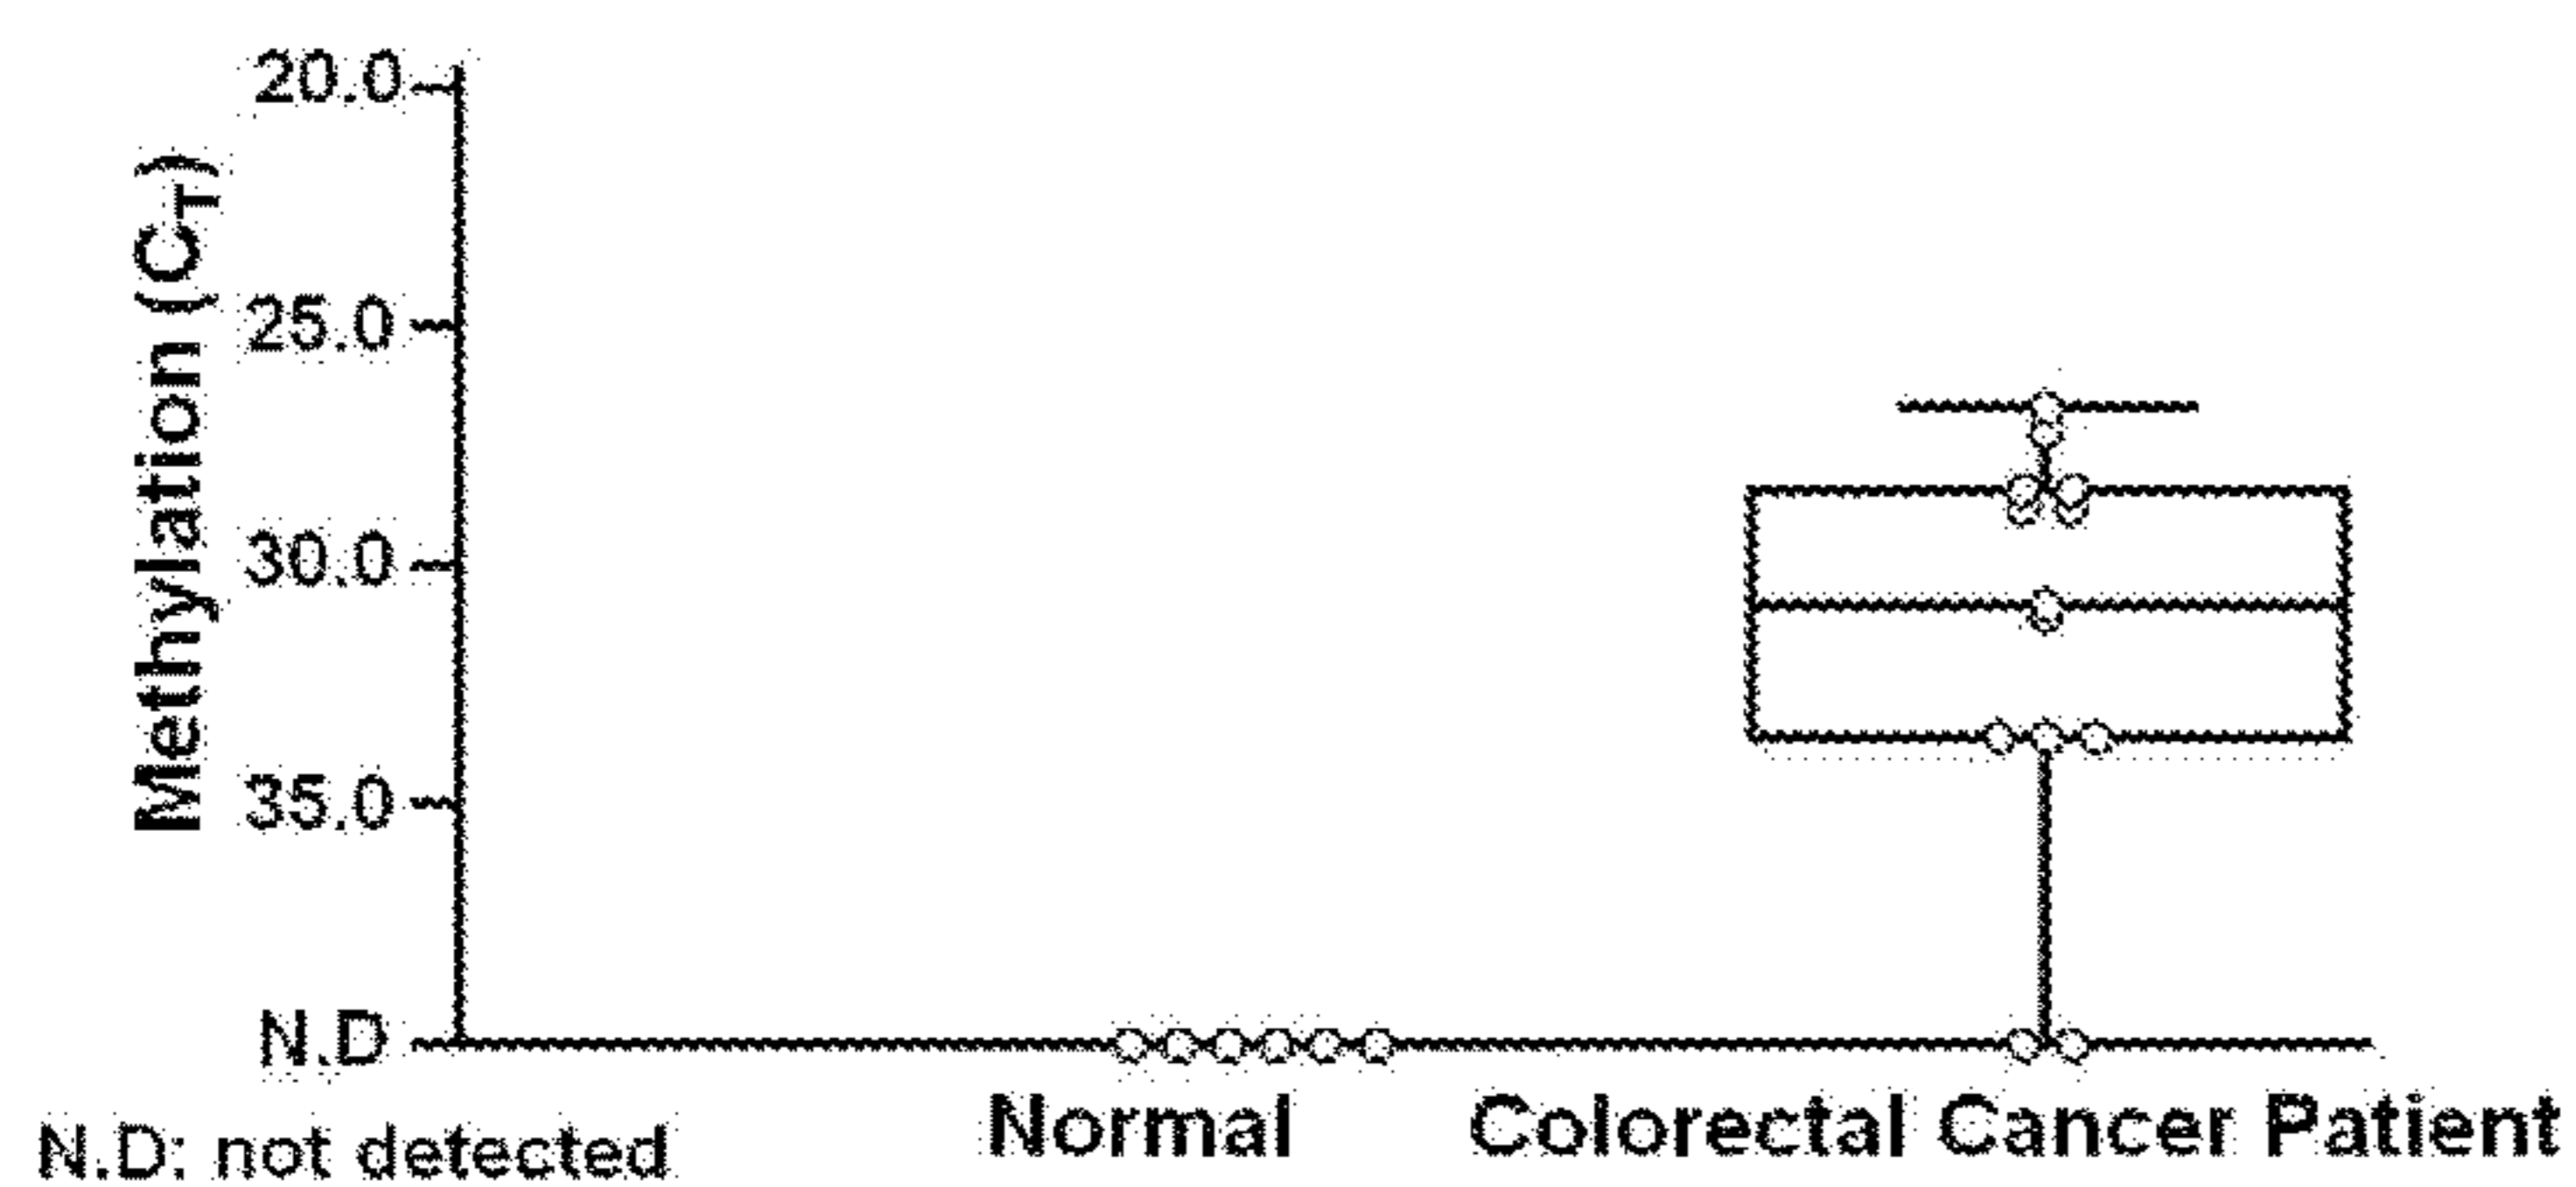 Methylation (CT)
20.0
25.0
30.0
35.0
N.D
Normal
Colorectal Cancer Patient
N.D: not detected